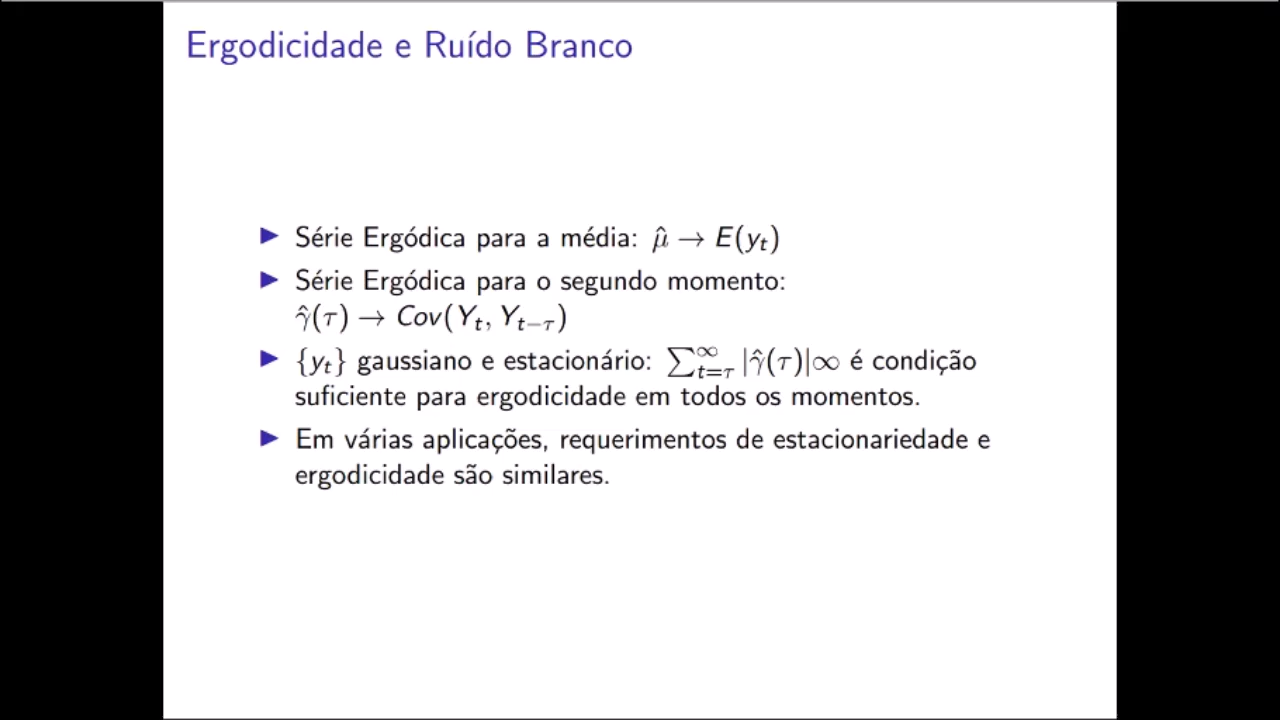 Ergodicidade e Ruído Branco
▶ Série Ergódica para a média: μ̂ → E(yₜ)
▶ Série Ergódica para o segundo momento:
γ̂(τ) → Cov(Yₜ, Yₜ₋τ)
▶ {yₜ} gaussiano e estacionário: ∑_{t=τ}^{∞} |γ̂(τ)|∞ é condição
suficiente para ergodicidade em todos os momentos.
▶ Em várias aplicações, requerimentos de estacionariedade e
ergodicidade são similares.